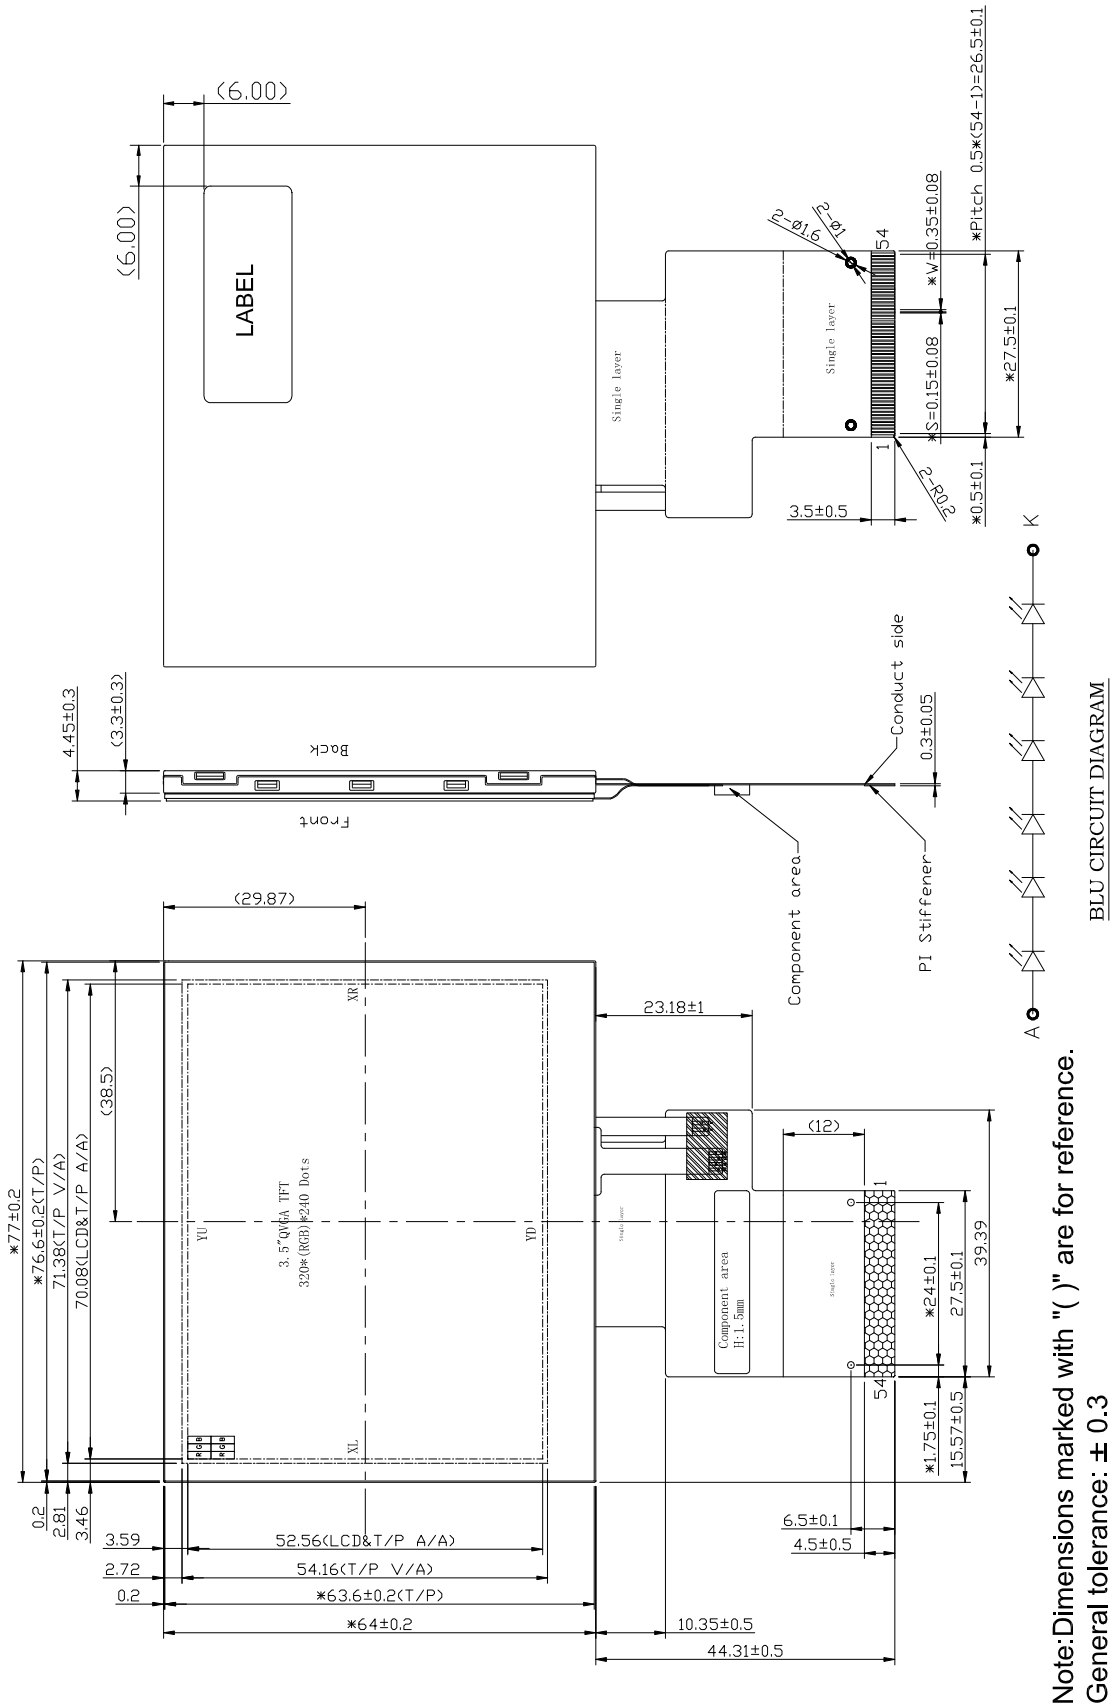 *77±0.2
*76.6±0.2(T/P)
71.38(T/P V/A)
70.08(LCD&T/P A/A)
(38.5)
0.2
2.81
3.46
3.59
2.72
0.2
52.56(LCD&T/P A/A)
54.16(T/P V/A)
*63.6±0.2(T/P)
*64±0.2
(29.87)
R G B
R G B
R G B
R G B
YU
XL
XR
YD
3.5"QVGA TFT
320*(RGB)*240 Dots
10.35±0.5
44.31±0.5
23.18±1
(12)
Single layer
Component area
H:1.5mm
Single layer
54
1
6.5±0.1
4.5±0.5
*1.75±0.1
*24±0.1
15.57±0.5
27.5±0.1
39.39
4.45±0.3
(3.3±0.3)
Front
Back
Component area
PI Stiffener
Conduct side
0.3±0.05
(6.00)
(6.00)
LABEL
Single layer
Single layer
2-ø1.6
2-ø1
1
54
3.5±0.5
2-R0.2
*S=0.15±0.08
*W=0.35±0.08
*0.5±0.1
*Pitch 0.5*(54-1)=26.5±0.1
*27.5±0.1
A
K
BLU CIRCUIT DIAGRAM
Note:Dimensions marked with "( )" are for reference.
General tolerance: ± 0.3